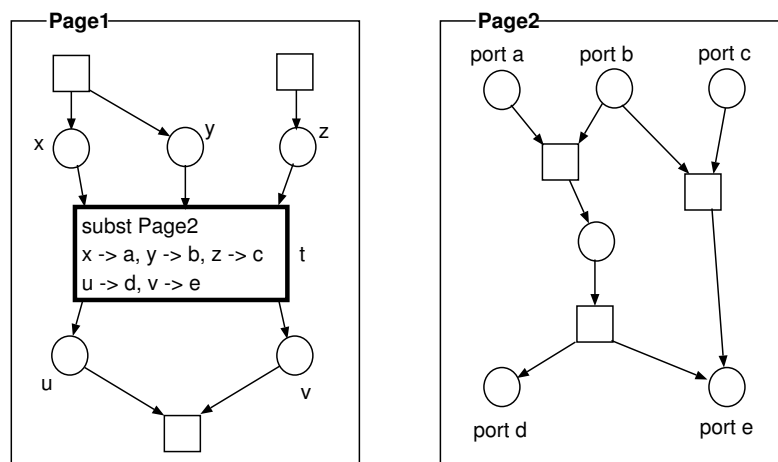 Page1
x
y
z
subst Page2
x -> a, y -> b, z -> c
u -> d, v -> e
t
u
v
Page2
port a
port b
port c
port d
port e